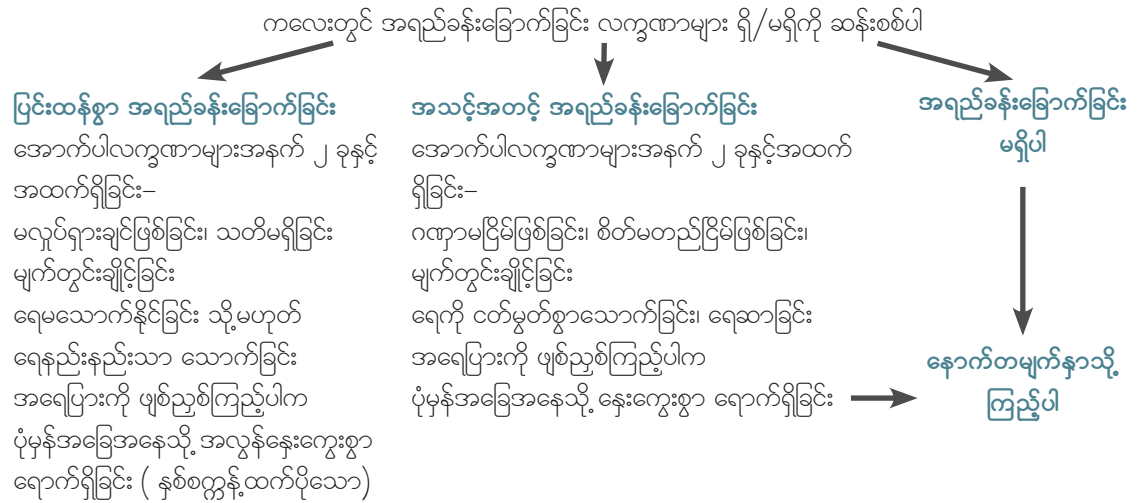 ကလေးတွင် အရည်ခန်းခြောက်ခြင်း လက္ခဏာများ ရှိ/မရှိကို ဆန်းစစ်ပါ
ပြင်းထန်စွာ အရည်ခန်းခြောက်ခြင်း
အောက်ပါလက္ခဏာများအနက် ၂ ခုနှင့်
အထက်ရှိခြင်း–
မလှုပ်ရှားချင်ဖြစ်ခြင်း၊ သတိမရှိခြင်း
မျက်တွင်းချိုင့်ခြင်း
ရေမသောက်နိုင်ခြင်း သို့မဟုတ်
ရေနည်းနည်းသာ သောက်ခြင်း
အရေပြားကို ဖျစ်ညှစ်ကြည့်ပါက
ပုံမှန်အခြေအနေသို့ အလွန်နှေးကွေးစွာ
ရောက်ရှိခြင်း ( နှစ်စက္ကန့်ထက်ပိုသော)
အသင့်အတင့် အရည်ခန်းခြောက်ခြင်း
အောက်ပါလက္ခဏာများအနက် ၂ ခုနှင့်အထက်
ရှိခြင်း–
ဂဏှာမငြိမ်ဖြစ်ခြင်း၊ စိတ်မတည်ငြိမ်ဖြစ်ခြင်း၊
မျက်တွင်းချိုင့်ခြင်း
ရေကို ငတ်မွတ်စွာသောက်ခြင်း၊ ရေဆာခြင်း
အရေပြားကို ဖျစ်ညှစ်ကြည့်ပါက
ပုံမှန်အခြေအနေသို့ နှေးကွေးစွာ ရောက်ရှိခြင်း
အရည်ခန်းခြောက်ခြင်း
မရှိပါ
နောက်တမျက်နှာသို့
ကြည့်ပါ